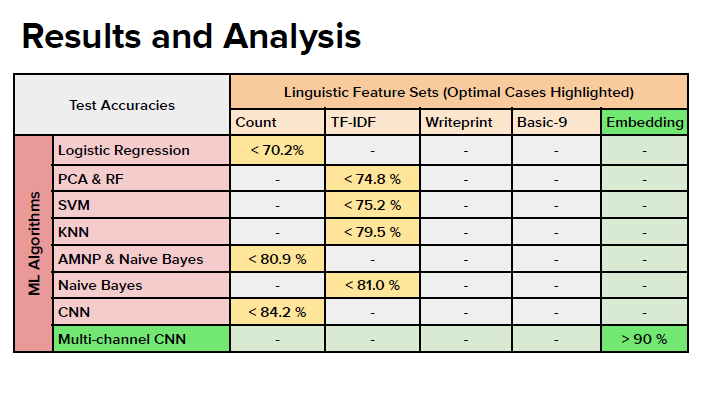 Results and Analysis
Test Accuracies
Linguistic Feature Sets (Optimal Cases Highlighted)
Count TF-IDF Writeprint Basic-9 Embedding
ML Algorithms
Logistic Regression < 70.2% - - - -
PCA & RF - < 74.8 % - - -
SVM - < 75.2 % - - -
KNN - < 79.5 % - - -
AMNP & Naive Bayes < 80.9 % - - - -
Naive Bayes - < 81.0 % - - -
CNN < 84.2 % - - - -
Multi-channel CNN - - - - > 90 %